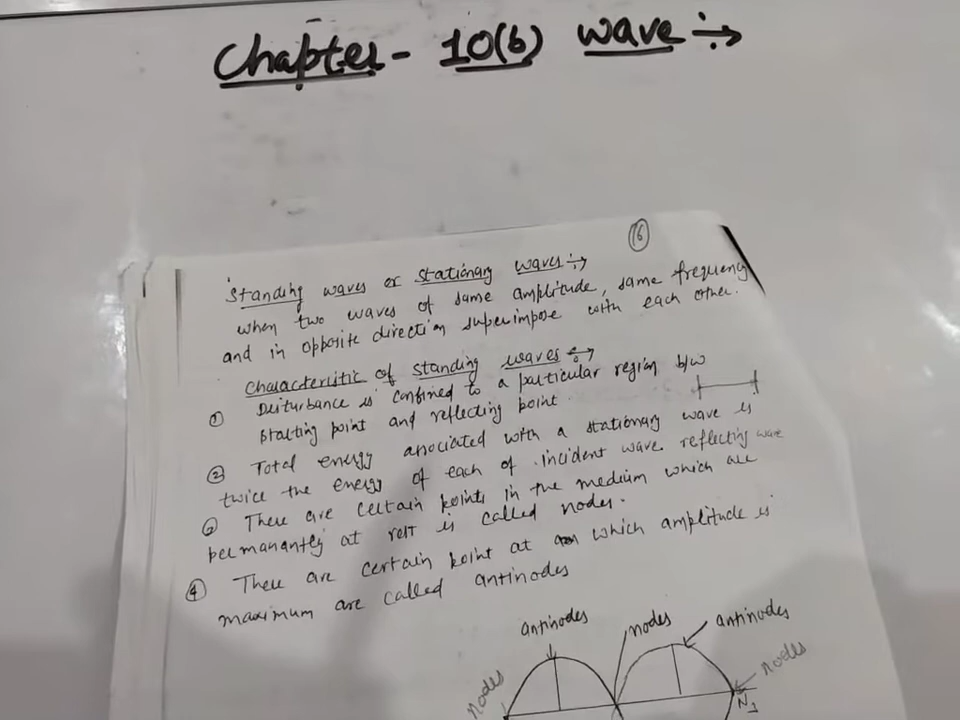 Chapter - 10(b) wave ÷→
16
Standing waves or stationary waves ÷→
when two waves of same amplitude, same frequency
and in opposite direction superimpose with each other.
Characteristic of standing waves ÷→
① Disturbance is confined to a particular region b/w
starting point and reflecting point.
② Total energy associated with a stationary wave is
twice the energy of each of incident wave reflecting wave
③ There are certain points in the medium which are
permanantly at rest is called nodes.
④ There are certain point at which amplitude is
maximum are called antinodes
antinodes
nodes
antinodes
nodes
nodes
N1